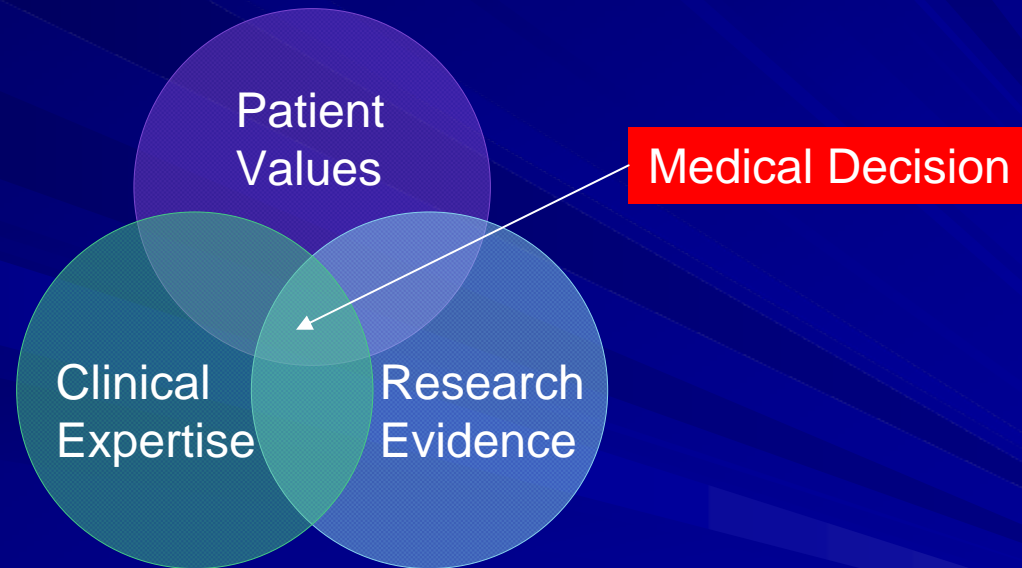 Patient
Values
Medical Decision
Clinical
Expertise
Research
Evidence